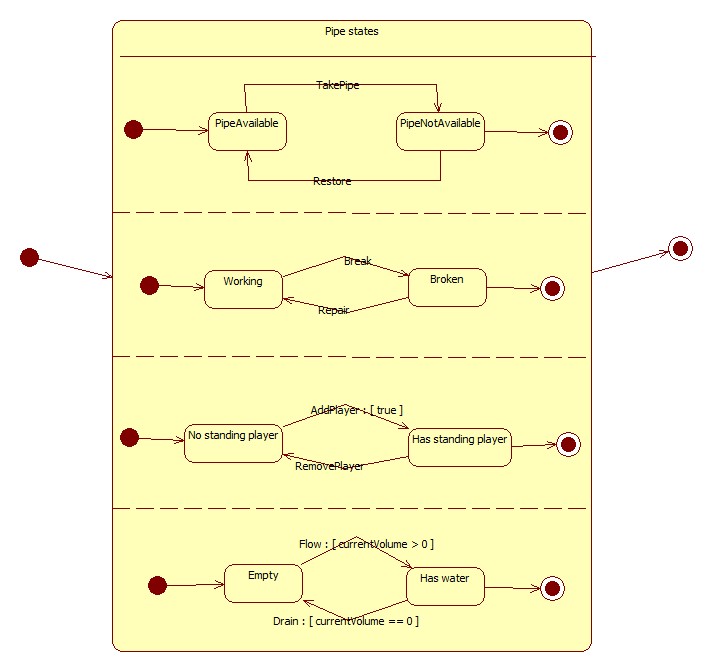 Pipe states
TakePipe
PipeAvailable
PipeNotAvailable
Restore
Break
Working
Broken
Repair
AddPlayer : [ true ]
No standing player
Has standing player
RemovePlayer
Flow : [ currentVolume > 0 ]
Empty
Has water
Drain : [ currentVolume == 0 ]